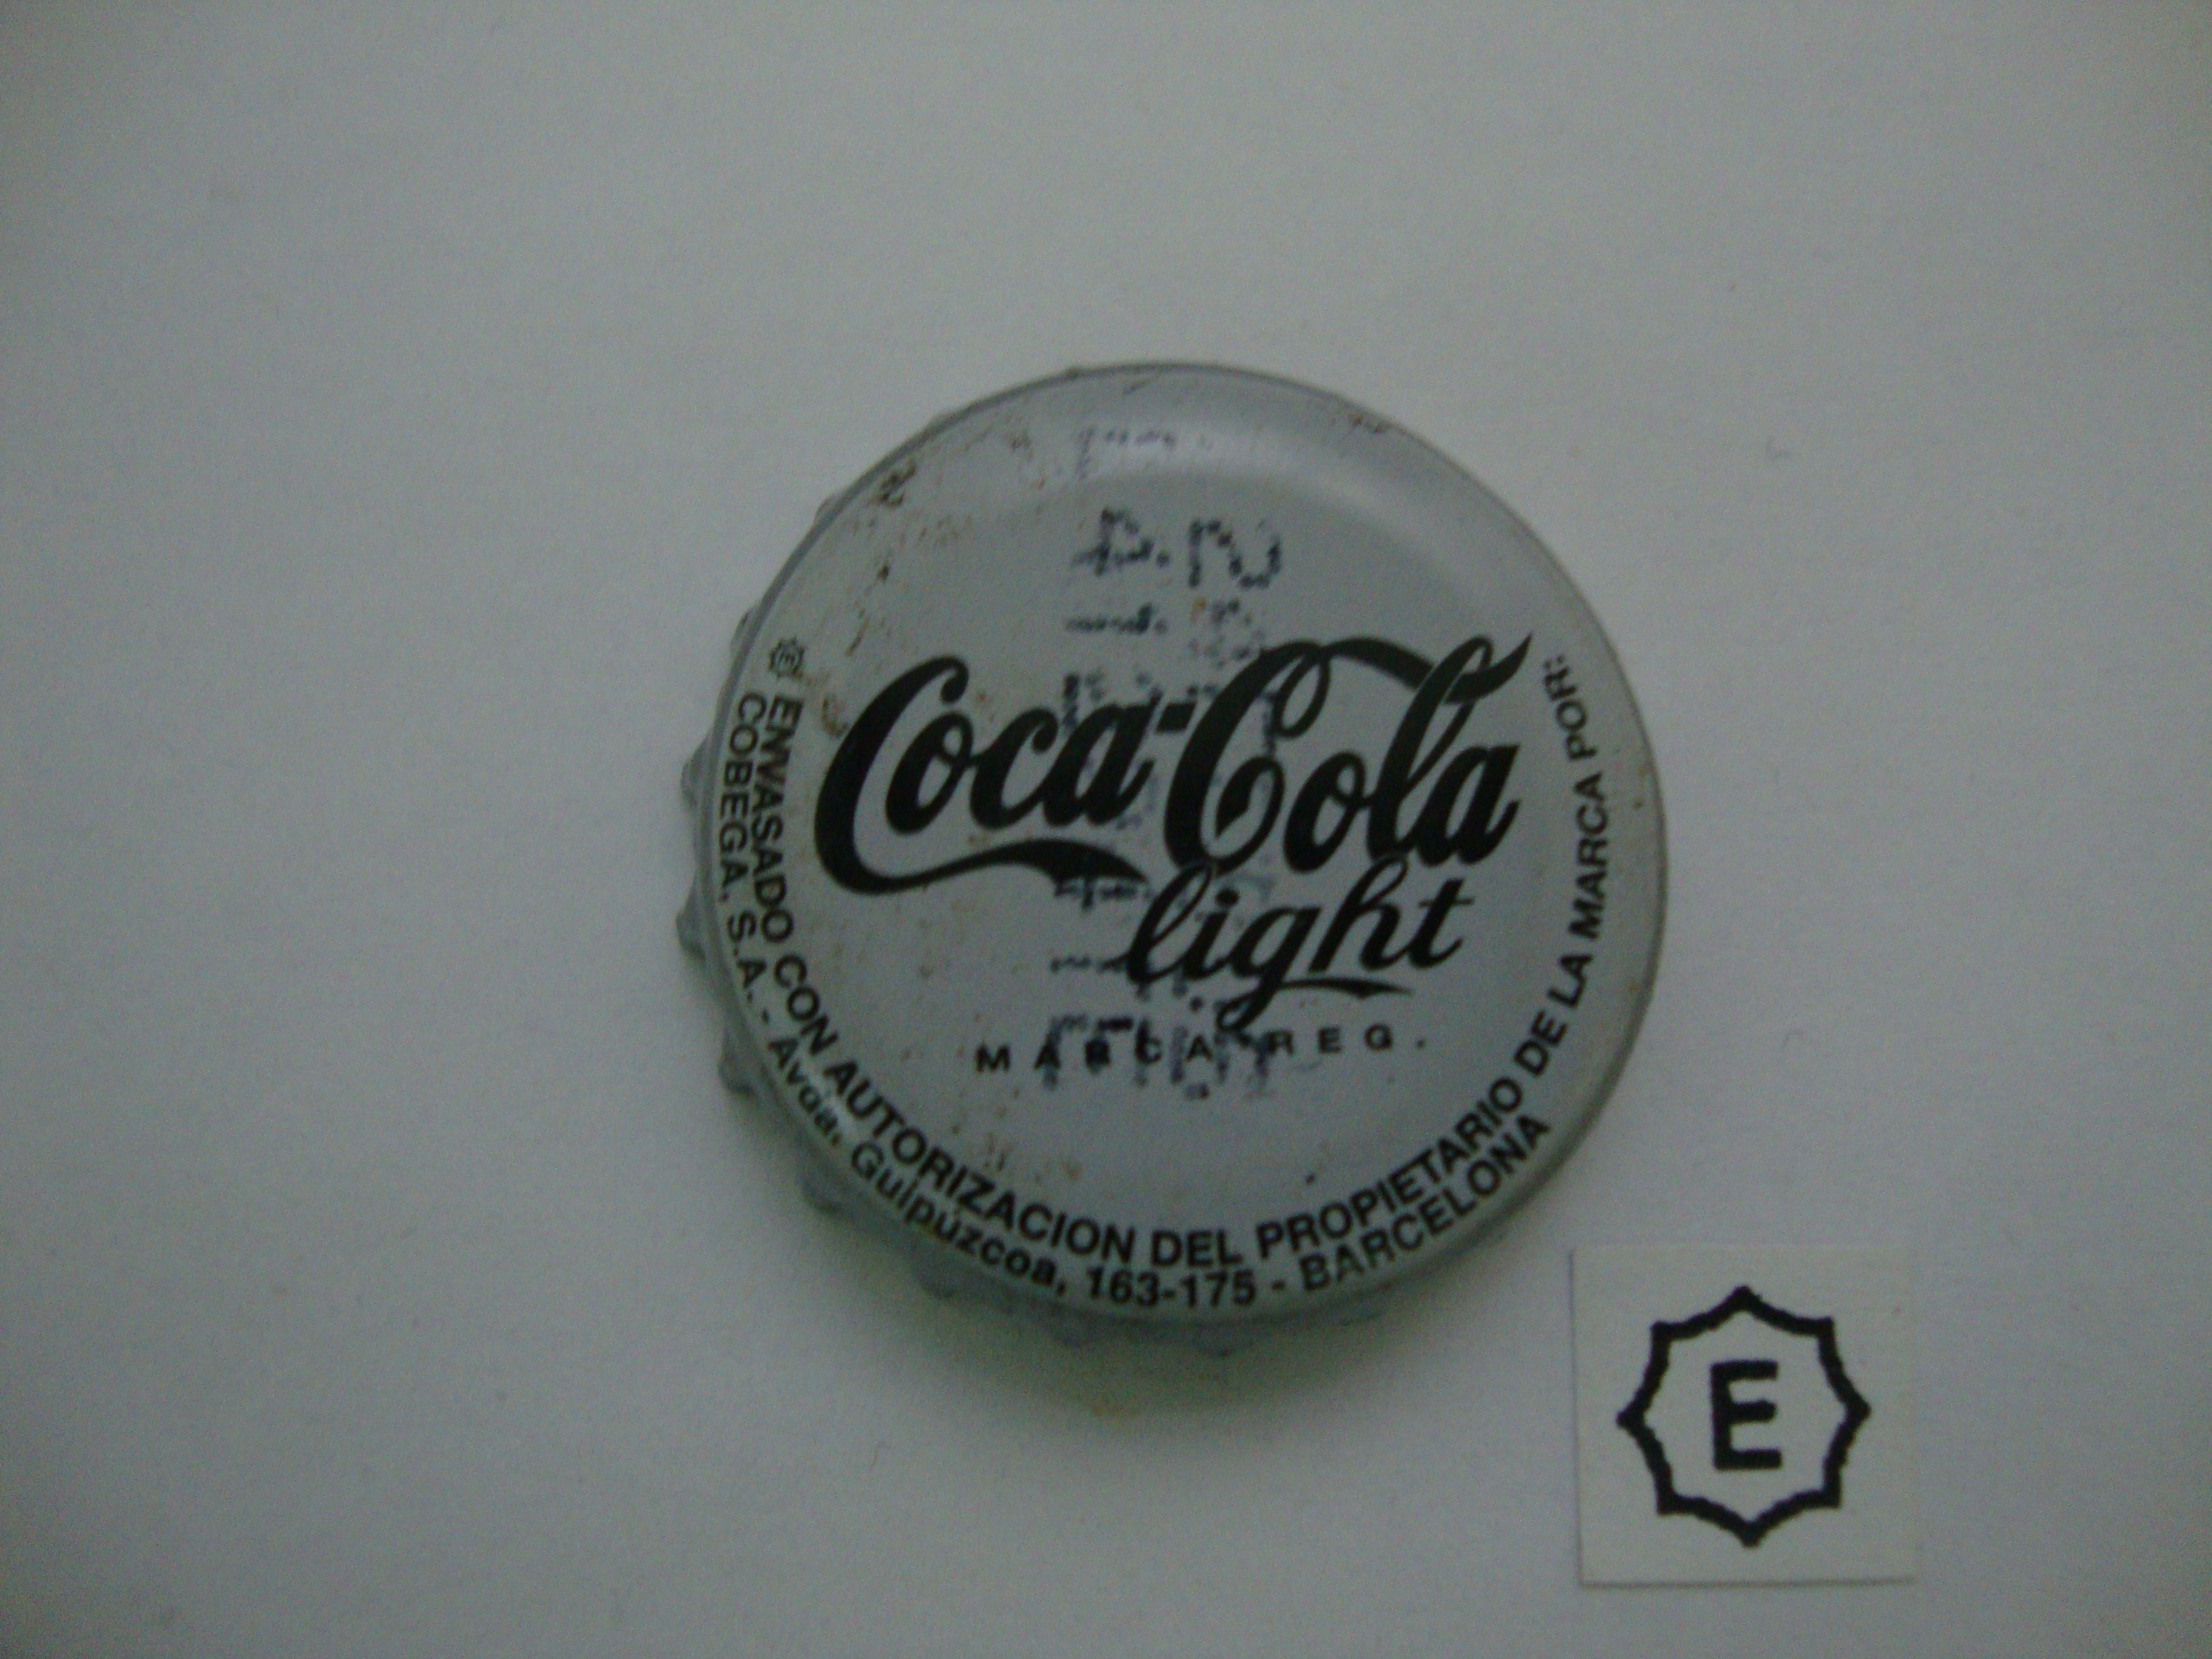 Coca-Cola
light
MARCA REG.
E ENVASADO CON AUTORIZACION DEL PROPIETARIO DE LA MARCA POR:
COBEGA, S.A. - Avda. Guipúzcoa, 163-175 - BARCELONA
E